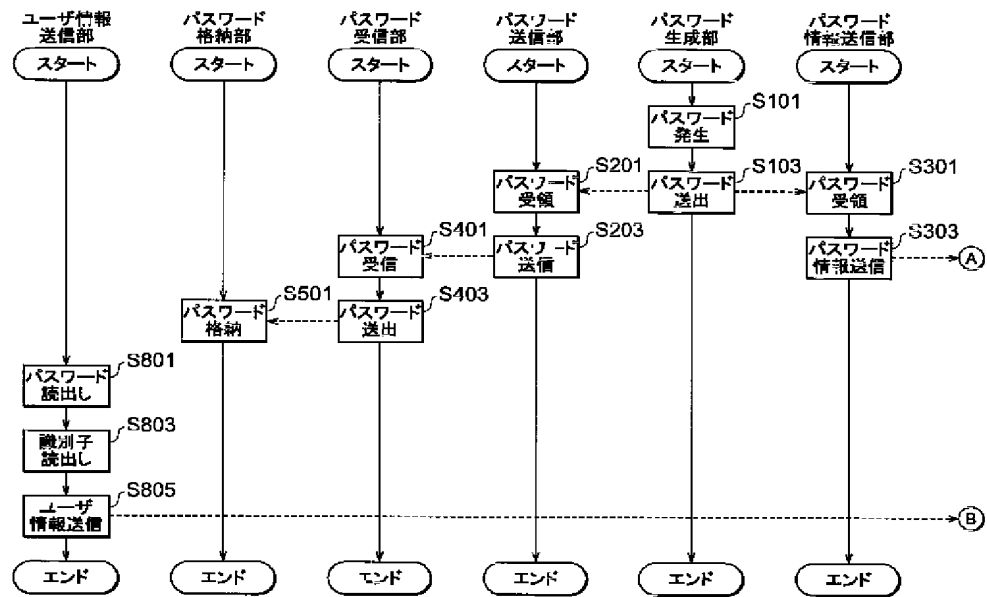 ユーザ情報
送信部
パスワード
格納部
パスワード
受信部
パスワード
送信部
パスワード
生成部
パスワード
情報送信部
スタート
スタート
スタート
スタート
スタート
スタート
S101
パスワード
発生
S201
パスワード
受領
S103
パスワード
送出
S301
パスワード
受領
S401
パスワード
受信
S203
パスワード
送信
S303
パスワード
情報送信
A
S501
パスワード
格納
S403
パスワード
送出
S801
パスワード
読出し
S803
識別子
読出し
S805
ユーザ
情報送信
B
エンド
エンド
エンド
エンド
エンド
エンド